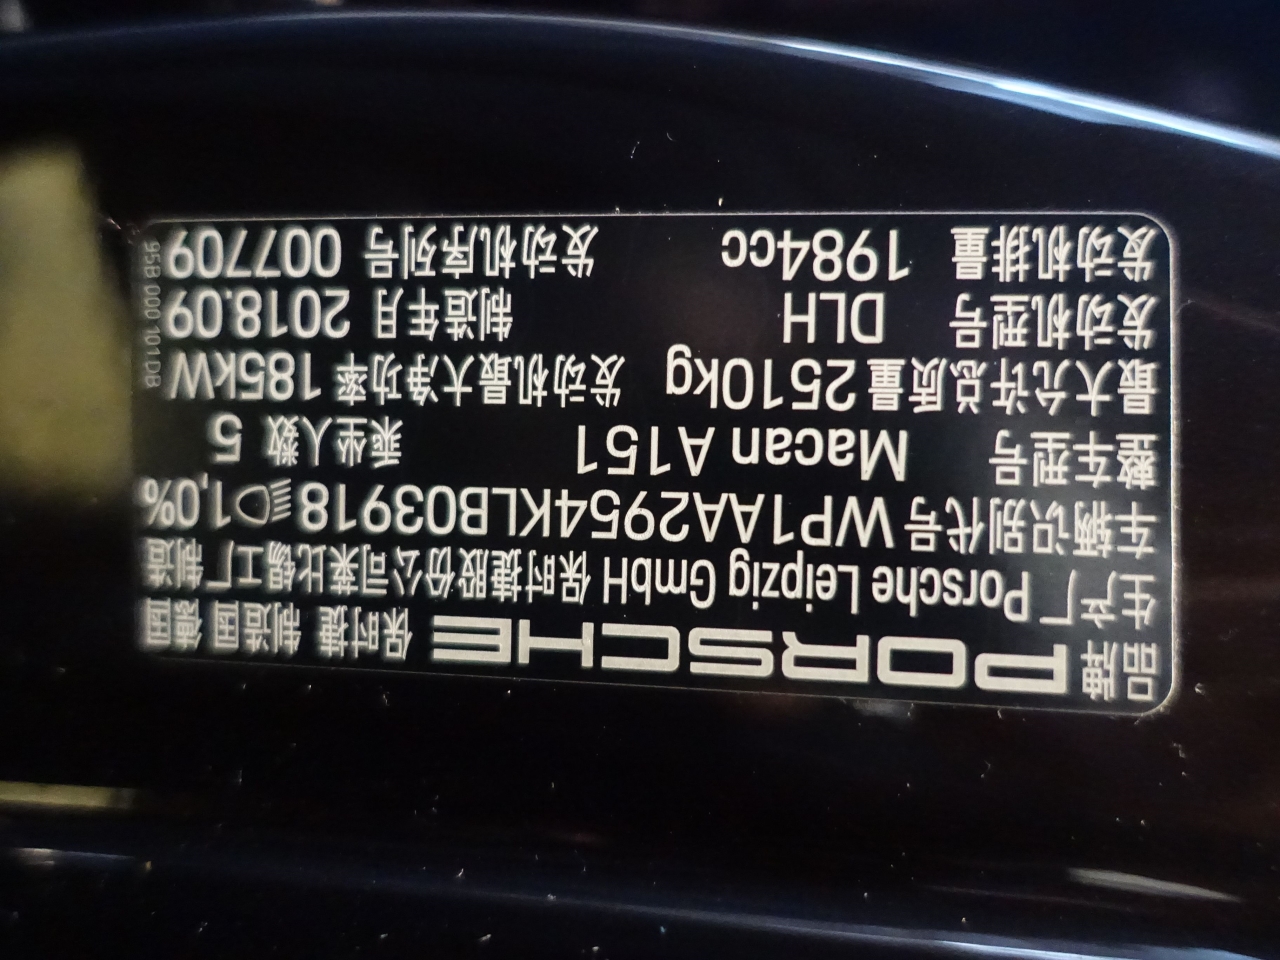 品牌 PORSCHE 保时捷 制造国 德国
生产厂 Porsche Leipzig GmbH 保时捷股份公司莱比锡工厂制造
车辆识别代号 WP1AA2954KLB03918 1,0%
整车型号 Macan A151 乘坐人数 5
最大允许总质量 2510kg 发动机最大净功率 185kW
发动机型号 DLH 制造年月 2018.09
发动机排量 1984cc 发动机序列号 007709
95B 000 101 DB